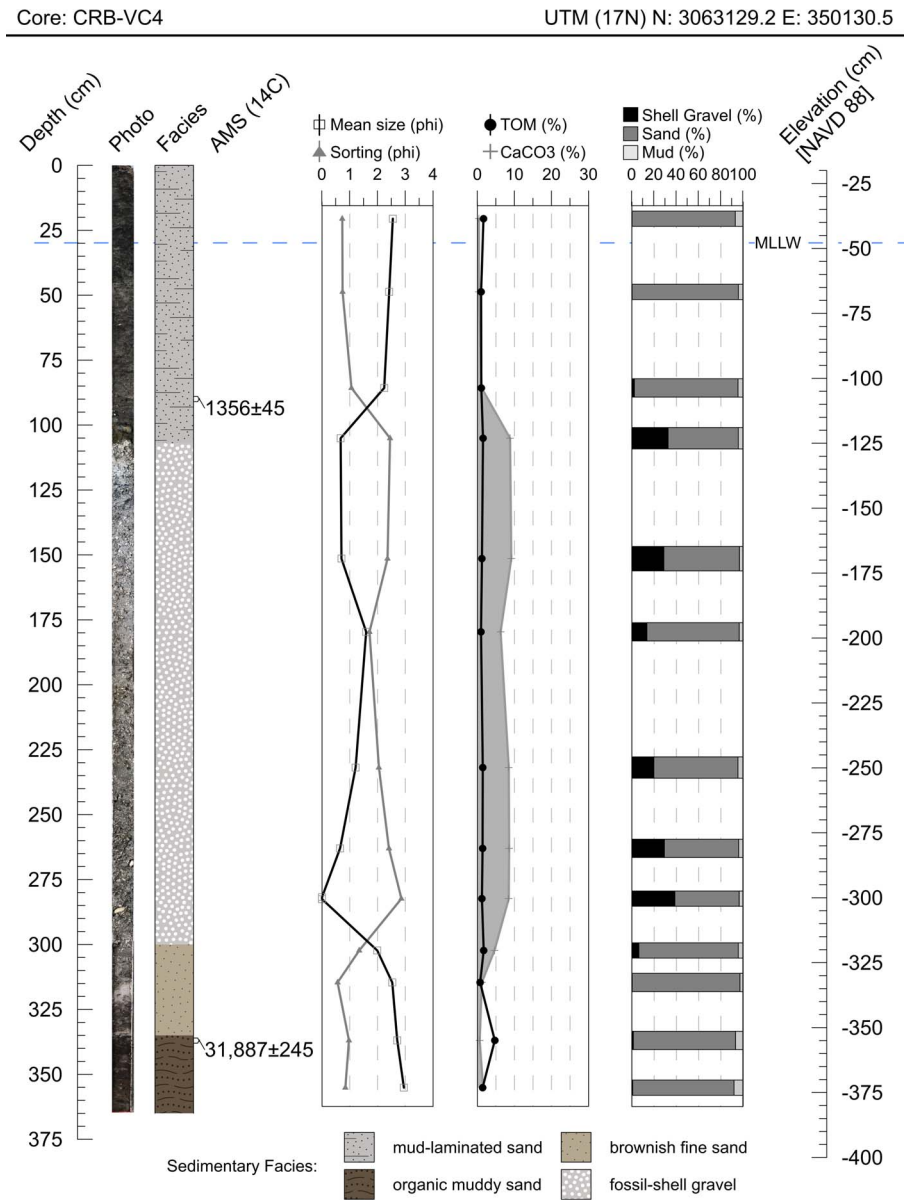 Core: CRB-VC4
UTM (17N) N: 3063129.2 E: 350130.5
Depth (cm)
Photo
Facies
AMS (14C)
Mean size (phi)
Sorting (phi)
TOM (%)
CaCO3 (%)
Shell Gravel (%)
Sand (%)
Mud (%)
Elevation (cm)
[NAVD 88]
0 1 2 3 4
0 10 20 30
0 20 40 60 80 100
0
25
50
75
100
125
150
175
200
225
250
275
300
325
350
375
1356±45
31,887±245
MLLW
-25
-50
-75
-100
-125
-150
-175
-200
-225
-250
-275
-300
-325
-350
-375
-400
Sedimentary Facies:
mud-laminated sand
brownish fine sand
organic muddy sand
fossil-shell gravel